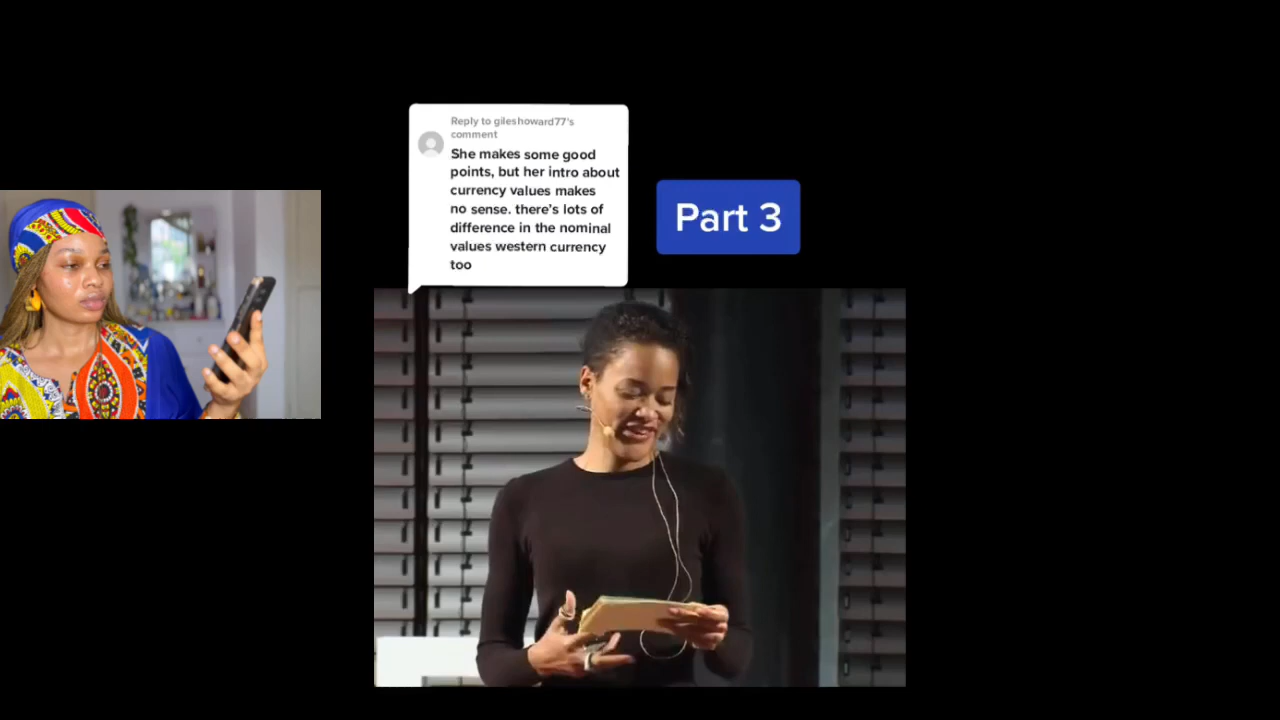 Reply to gileshoward77's
comment
She makes some good
points, but her intro about
currency values makes
no sense. there's lots of
difference in the nominal
values western currency
too
Part 3